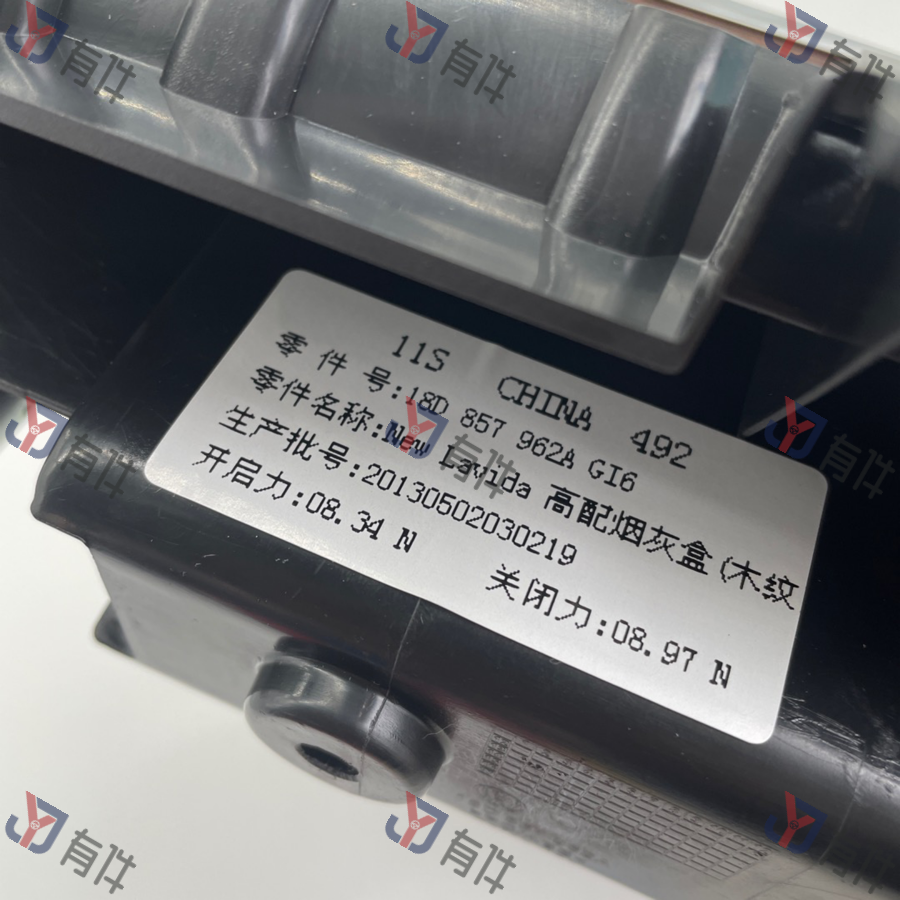 11S CHINA 492
零件号:18D 857 962A GI6
零件名称:New Lavida 高配烟灰盒(木纹
生产批号:20130502030219
开启力:08.34 N 关闭力:08.97 N
有件
有件
有件
有件
有件
有件
有件
有件
有件